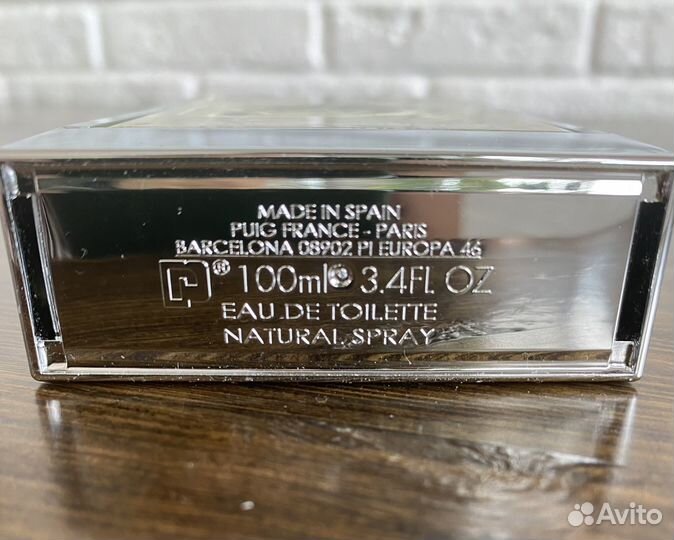 MADE IN SPAIN
PUIG FRANCE - PARIS
BARCELONA 08902 PI EUROPA 46
® 100ml ℮ 3.4FL OZ
EAU DE TOILETTE
NATURAL SPRAY
Avito